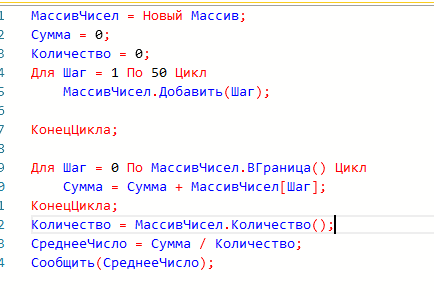 1 МассивЧисел = Новый Массив;
2 Сумма = 0;
3 Количество = 0;
4 Для Шаг = 1 По 50 Цикл
5 МассивЧисел.Добавить(Шаг);
6
7 КонецЦикла;
8
9 Для Шаг = 0 По МассивЧисел.ВГраница() Цикл
0 Сумма = Сумма + МассивЧисел[Шаг];
1 КонецЦикла;
2 Количество = МассивЧисел.Количество();
3 СреднееЧисло = Сумма / Количество;
4 Сообщить(СреднееЧисло);